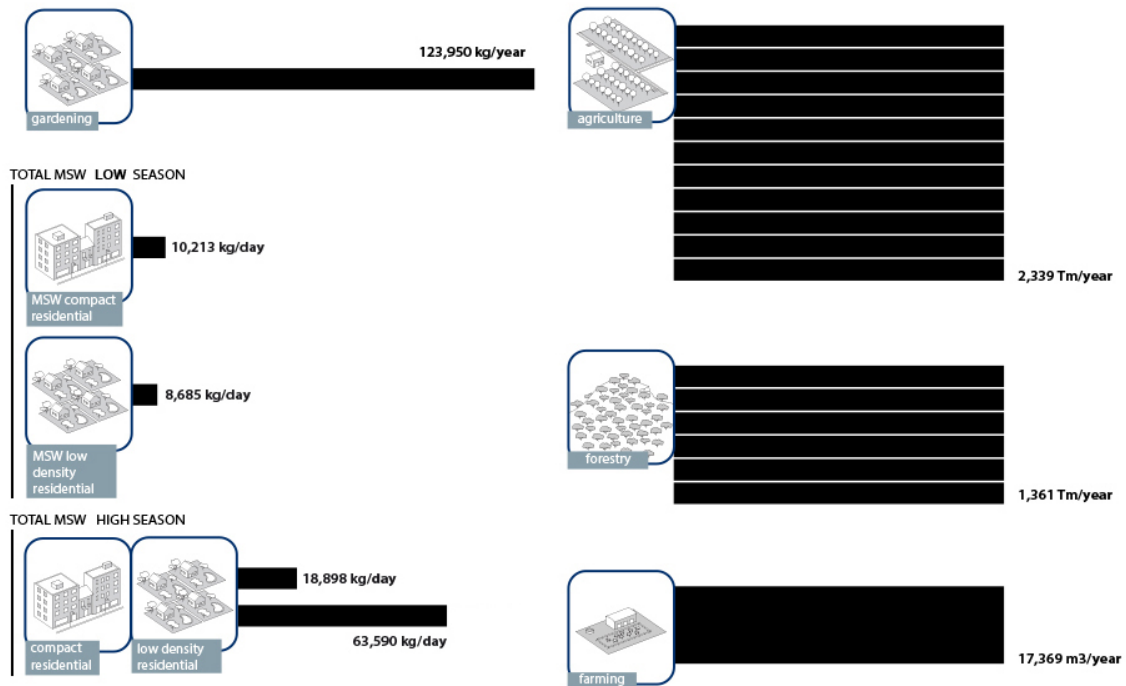 123,950 kg/year
gardening
TOTAL MSW LOW SEASON
10,213 kg/day
MSW compact
residential
8,685 kg/day
MSW low
density
residential
TOTAL MSW HIGH SEASON
18,898 kg/day
63,590 kg/day
compact
residential
low density
residential
agriculture
2,339 Tm/year
forestry
1,361 Tm/year
17,369 m3/year
farming